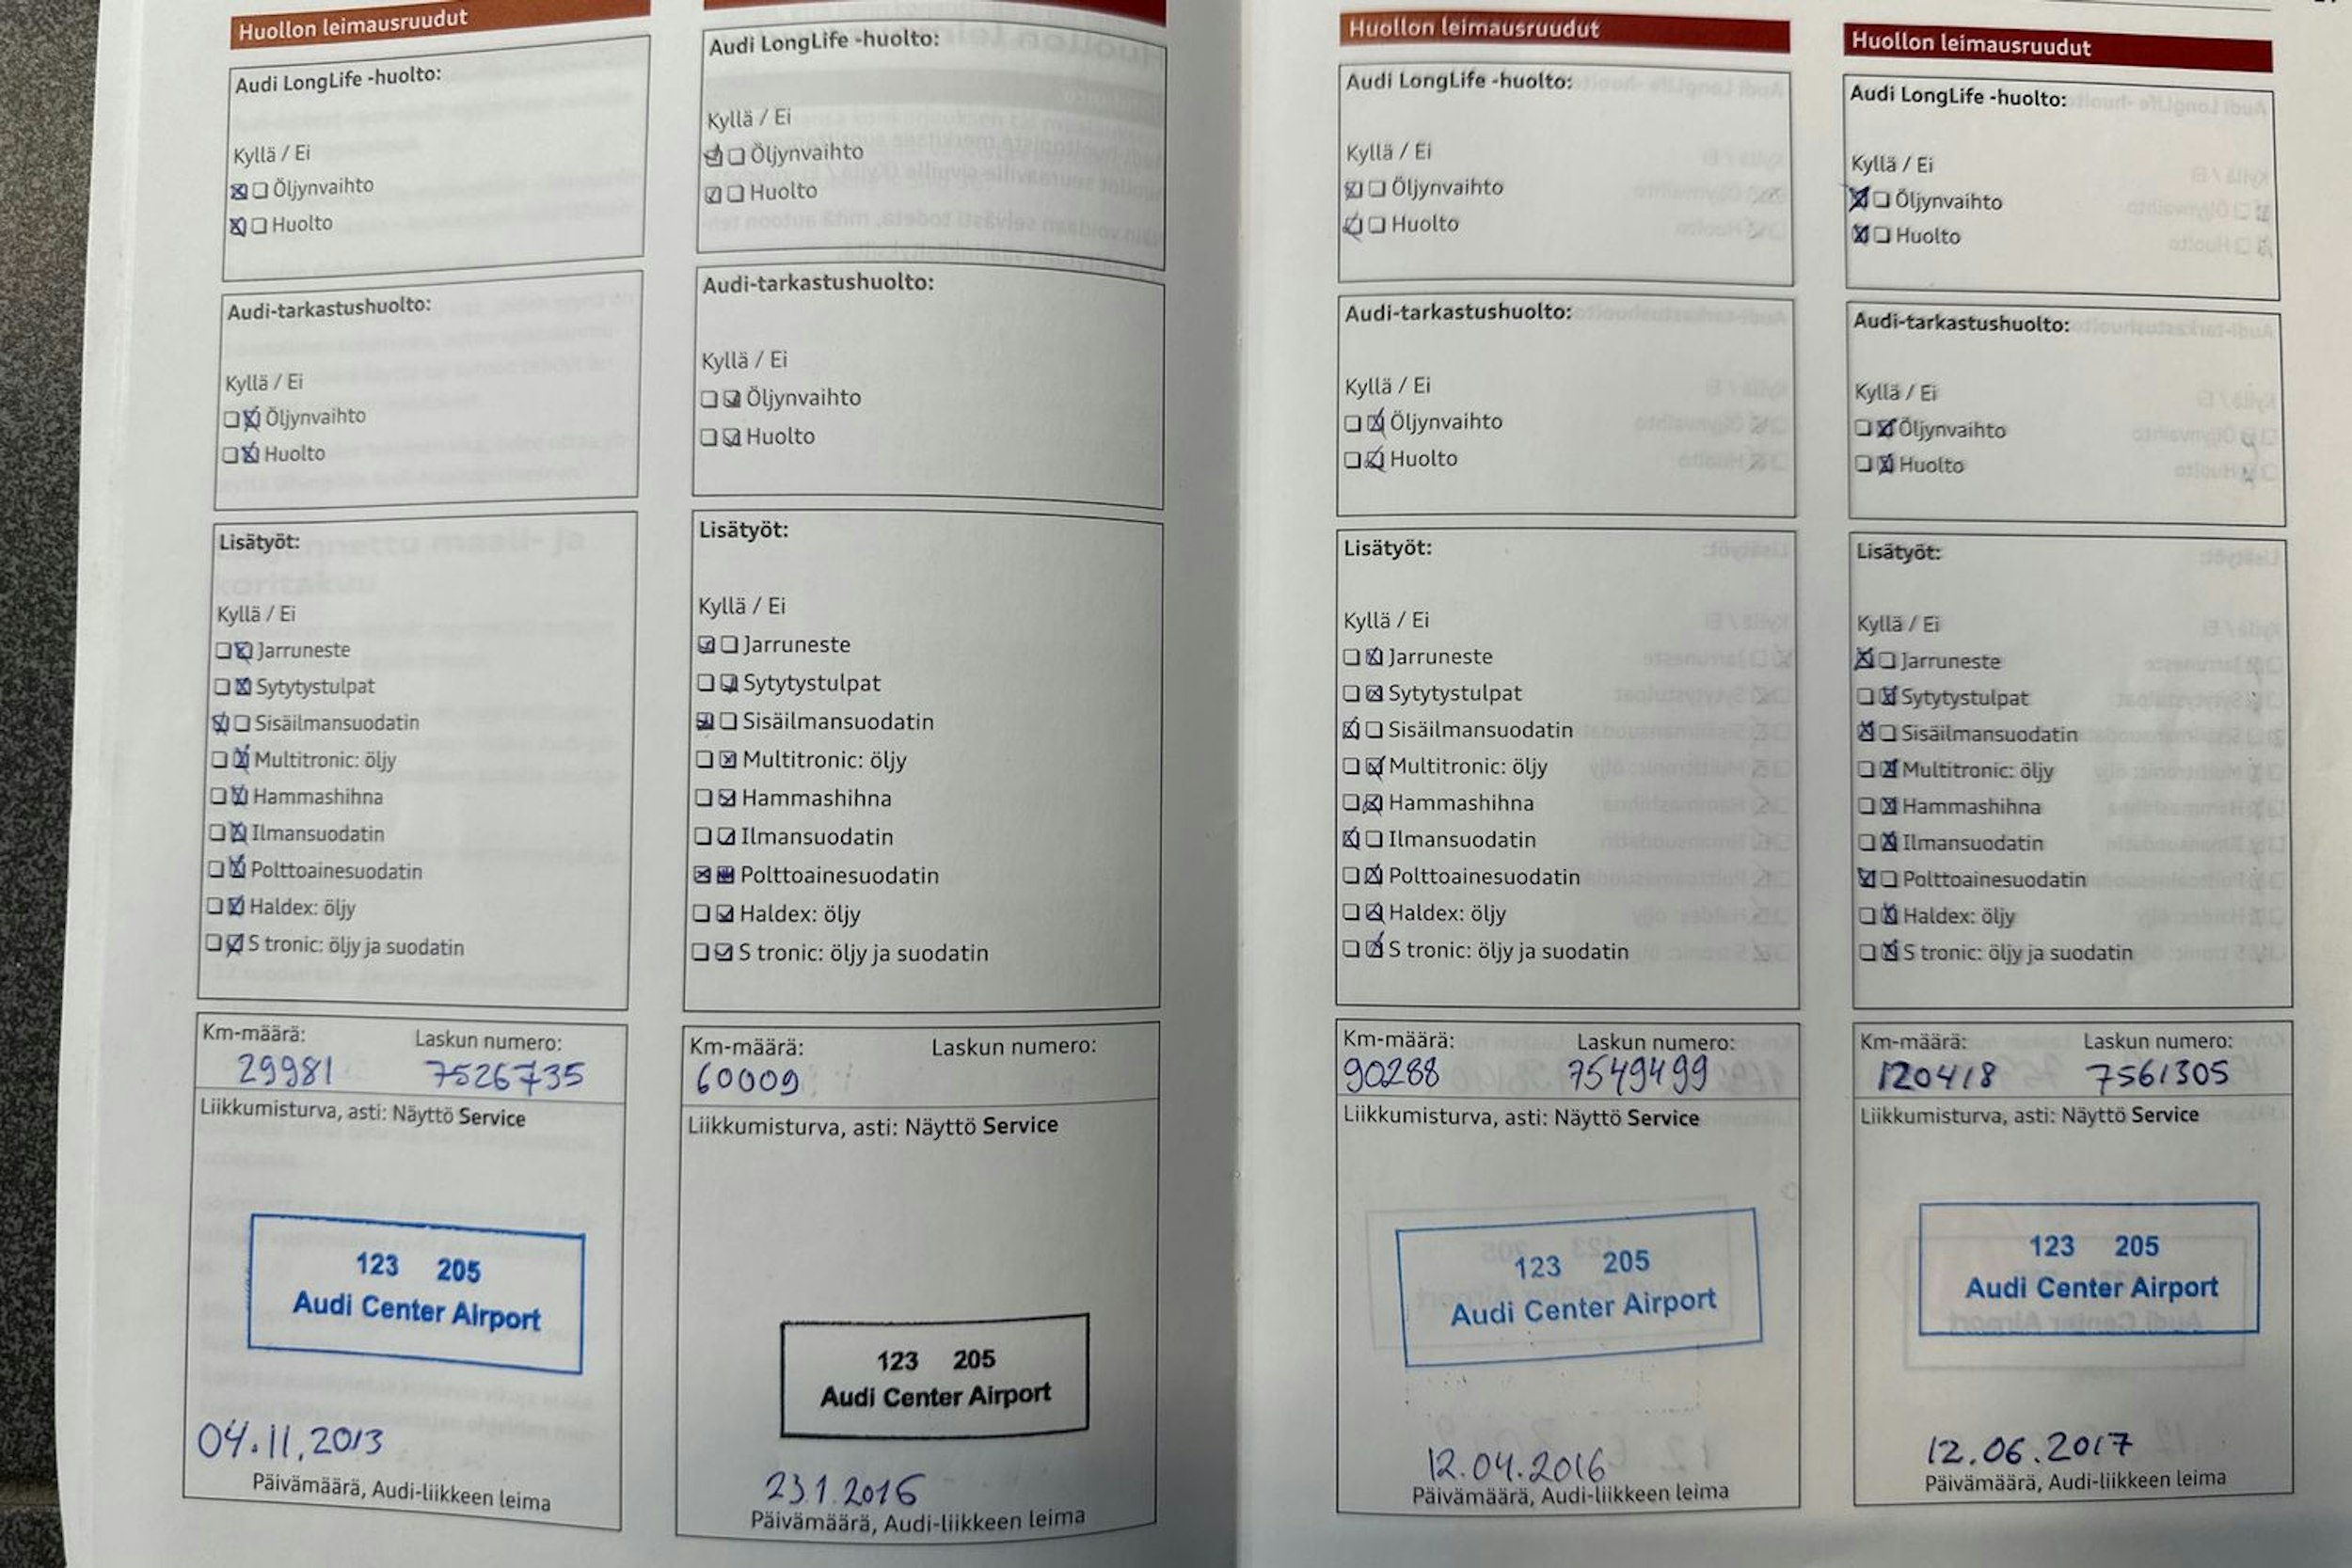 Huollon leimausruudut
Audi LongLife -huolto:
Kyllä / Ei
☒ ☐ Öljynvaihto
☒ ☐ Huolto
Audi-tarkastushuolto:
Kyllä / Ei
☐ ☒ Öljynvaihto
☐ ☒ Huolto
Lisätyöt:
Kyllä / Ei
☐ ☒ Jarruneste
☐ ☒ Sytytystulpat
☒ ☐ Sisäilmansuodatin
☐ ☒ Multitronic: öljy
☐ ☒ Hammashihna
☐ ☒ Ilmansuodatin
☐ ☒ Polttoainesuodatin
☐ ☒ Haldex: öljy
☐ ☒ S tronic: öljy ja suodatin
Km-määrä: Laskun numero:
29981 7526735
Liikkumisturva, asti: Näyttö Service
123 205
Audi Center Airport
04.11.2013
Päivämäärä, Audi-liikkeen leima
Audi LongLife -huolto:
Kyllä / Ei
☑ ☐ Öljynvaihto
☑ ☐ Huolto
Audi-tarkastushuolto:
Kyllä / Ei
☐ ☑ Öljynvaihto
☐ ☑ Huolto
Lisätyöt:
Kyllä / Ei
☑ ☐ Jarruneste
☐ ☑ Sytytystulpat
☑ ☐ Sisäilmansuodatin
☐ ☒ Multitronic: öljy
☐ ☑ Hammashihna
☐ ☑ Ilmansuodatin
☒ ☒ Polttoainesuodatin
☐ ☑ Haldex: öljy
☐ ☑ S tronic: öljy ja suodatin
Km-määrä: Laskun numero:
60009
Liikkumisturva, asti: Näyttö Service
123 205
Audi Center Airport
23.1.2015
Päivämäärä, Audi-liikkeen leima
Huollon leimausruudut
Audi LongLife -huolto:
Kyllä / Ei
☒ ☐ Öljynvaihto
☒ ☐ Huolto
Audi-tarkastushuolto:
Kyllä / Ei
☐ ☒ Öljynvaihto
☐ ☒ Huolto
Lisätyöt:
Kyllä / Ei
☐ ☒ Jarruneste
☐ ☒ Sytytystulpat
☒ ☐ Sisäilmansuodatin
☐ ☒ Multitronic: öljy
☐ ☒ Hammashihna
☒ ☐ Ilmansuodatin
☐ ☒ Polttoainesuodatin
☐ ☒ Haldex: öljy
☐ ☒ S tronic: öljy ja suodatin
Km-määrä: Laskun numero:
90288 7549499
Liikkumisturva, asti: Näyttö Service
123 205
Audi Center Airport
12.04.2016
Päivämäärä, Audi-liikkeen leima
Huollon leimausruudut
Audi LongLife -huolto:
Kyllä / Ei
☒ ☐ Öljynvaihto
☒ ☐ Huolto
Audi-tarkastushuolto:
Kyllä / Ei
☐ ☒ Öljynvaihto
☐ ☒ Huolto
Lisätyöt:
Kyllä / Ei
☒ ☐ Jarruneste
☐ ☒ Sytytystulpat
☒ ☐ Sisäilmansuodatin
☐ ☒ Multitronic: öljy
☐ ☒ Hammashihna
☐ ☒ Ilmansuodatin
☒ ☐ Polttoainesuodatin
☐ ☒ Haldex: öljy
☐ ☒ S tronic: öljy ja suodatin
Km-määrä: Laskun numero:
120418 7561305
Liikkumisturva, asti: Näyttö Service
123 205
Audi Center Airport
12.06.2017
Päivämäärä, Audi-liikkeen leima